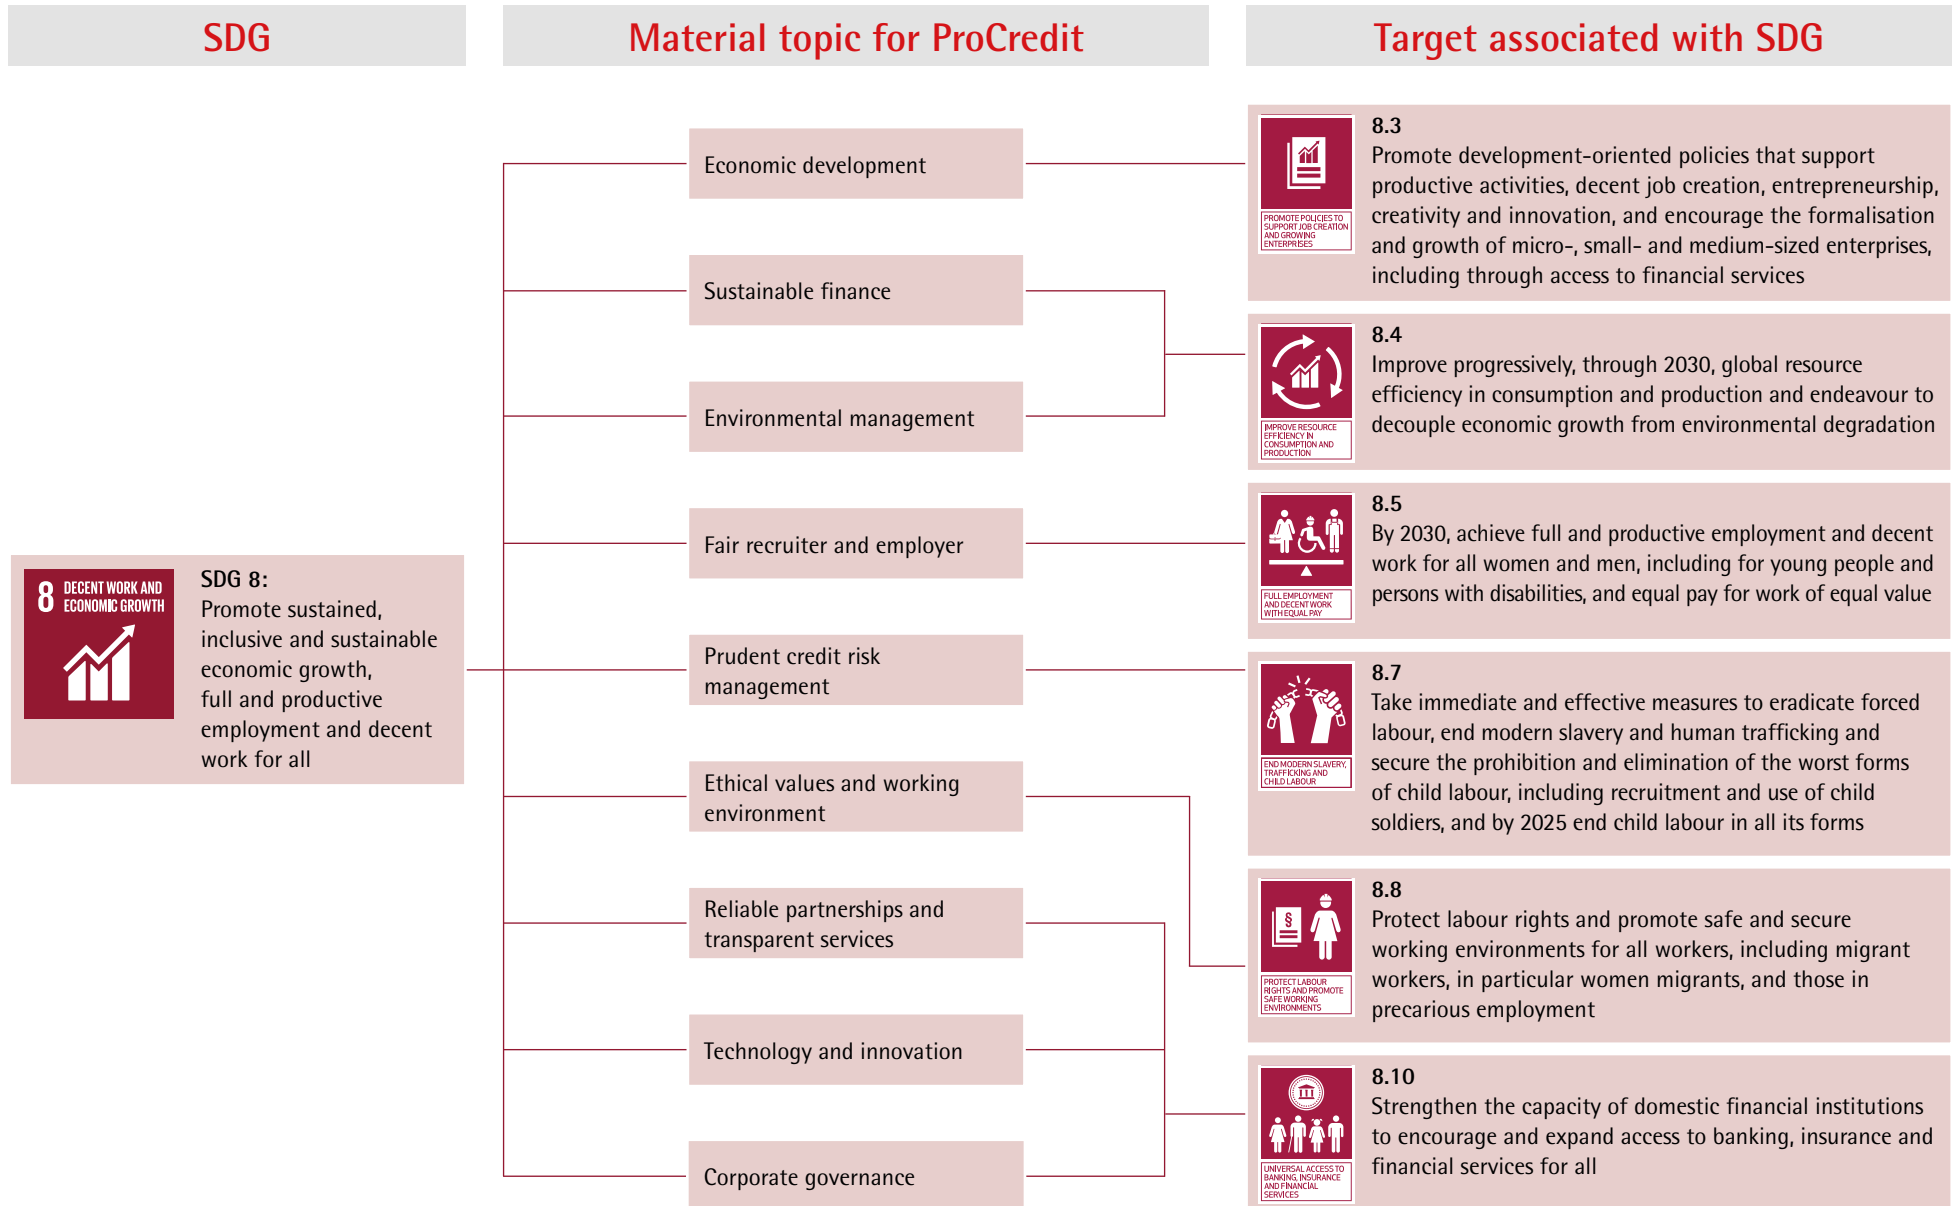 SDG
Material topic for ProCredit
Target associated with SDG
8 DECENT WORK AND
ECONOMIC GROWTH
SDG 8:
Promote sustained,
inclusive and sustainable
economic growth,
full and productive
employment and decent
work for all
Economic development
Sustainable finance
Environmental management
Fair recruiter and employer
Prudent credit risk
management
Ethical values and working
environment
Reliable partnerships and
transparent services
Technology and innovation
Corporate governance
PROMOTE POLICIES TO
SUPPORT JOB CREATION
AND GROWING
ENTERPRISES
8.3
Promote development-oriented policies that support
productive activities, decent job creation, entrepreneurship,
creativity and innovation, and encourage the formalisation
and growth of micro-, small- and medium-sized enterprises,
including through access to financial services
IMPROVE RESOURCE
EFFICIENCY IN
CONSUMPTION AND
PRODUCTION
8.4
Improve progressively, through 2030, global resource
efficiency in consumption and production and endeavour to
decouple economic growth from environmental degradation
FULL EMPLOYMENT
AND DECENT WORK
WITH EQUAL PAY
8.5
By 2030, achieve full and productive employment and decent
work for all women and men, including for young people and
persons with disabilities, and equal pay for work of equal value
END MODERN SLAVERY,
TRAFFICKING AND
CHILD LABOUR
8.7
Take immediate and effective measures to eradicate forced
labour, end modern slavery and human trafficking and
secure the prohibition and elimination of the worst forms
of child labour, including recruitment and use of child
soldiers, and by 2025 end child labour in all its forms
§
PROTECT LABOUR
RIGHTS AND PROMOTE
SAFE WORKING
ENVIRONMENTS
8.8
Protect labour rights and promote safe and secure
working environments for all workers, including migrant
workers, in particular women migrants, and those in
precarious employment
UNIVERSAL ACCESS TO
BANKING, INSURANCE
AND FINANCIAL
SERVICES
8.10
Strengthen the capacity of domestic financial institutions
to encourage and expand access to banking, insurance and
financial services for all